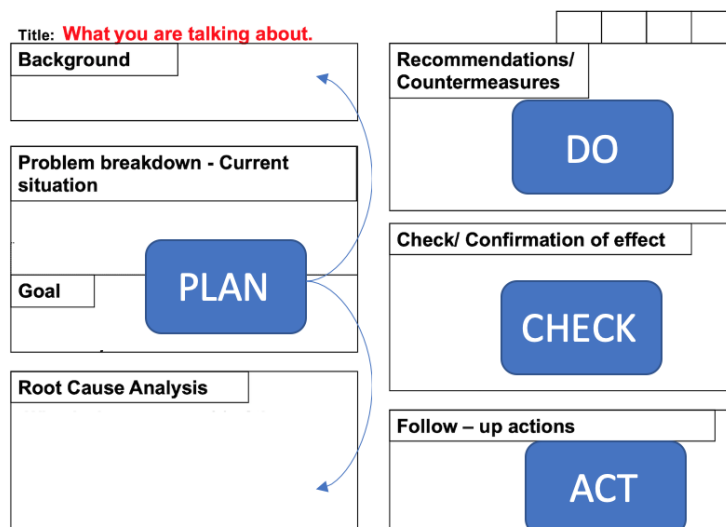 Title: What you are talking about.
Background
Problem breakdown - Current
situation
Goal
PLAN
Root Cause Analysis
Recommendations/
Countermeasures
DO
Check/ Confirmation of effect
CHECK
Follow – up actions
ACT